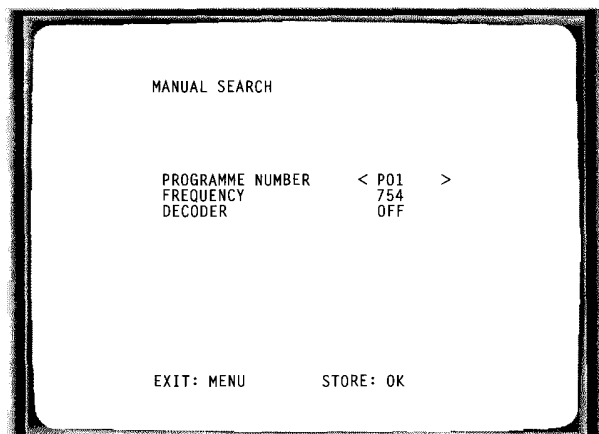 MANUAL SEARCH
PROGRAMME NUMBER < P01 >
FREQUENCY 754
DECODER OFF
EXIT: MENU STORE: OK